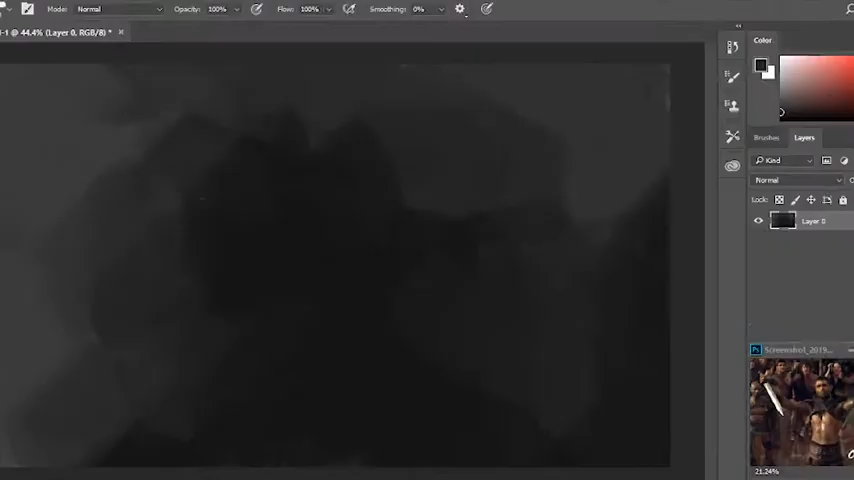 Mode: Normal Opacity: 100% Flow: 100% Smoothing: 0%
-1 @ 44.4% (Layer 0, RGB/8) * ×
Color
Brushes Layers
Kind
Normal
Lock:
Layer 0
Ps Screenshot_2019...
21.24%